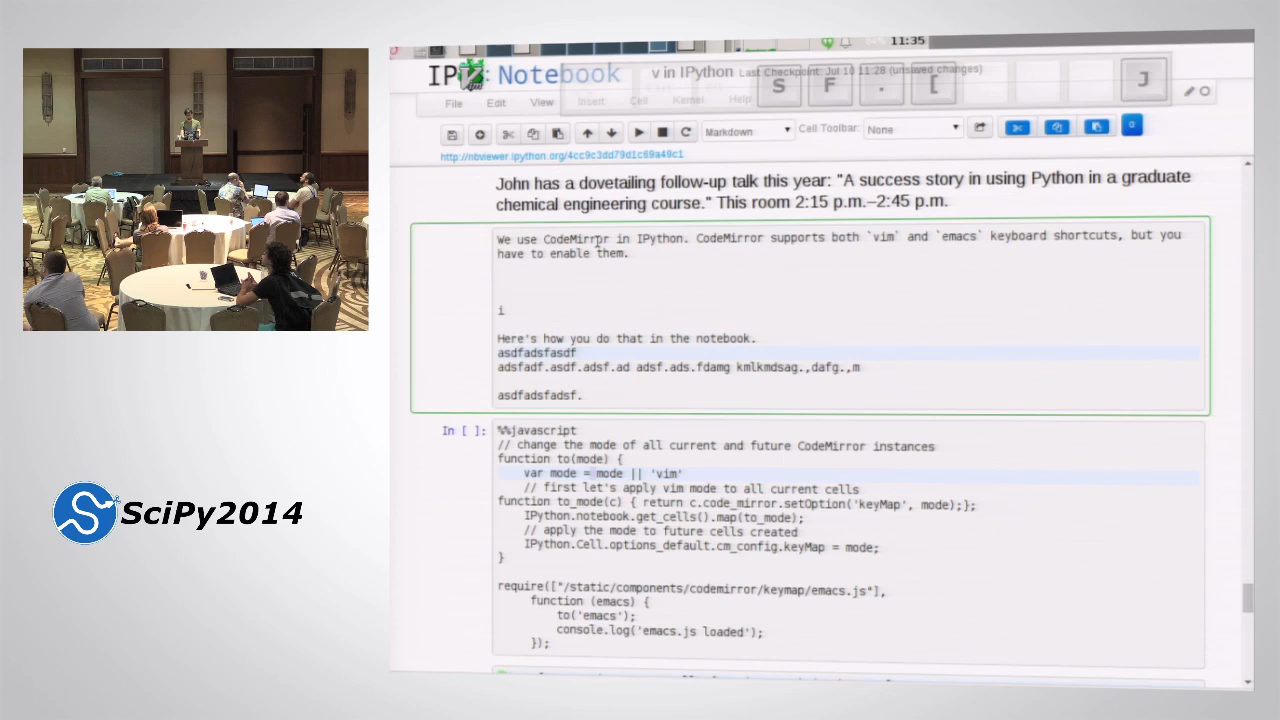 11:35
IP[y]: Notebook
v in IPython Last Checkpoint: Jul 10 11:28 (unsaved changes)
S F . [ J
File Edit View Insert Cell Kernel Help
Markdown Cell Toolbar: None
http://nbviewer.ipython.org/4cc9c3dd79d1c69a49c1
John has a dovetailing follow-up talk this year: "A success story in using Python in a graduate
chemical engineering course." This room 2:15 p.m.–2:45 p.m.
We use CodeMirror in IPython. CodeMirror supports both `vim` and `emacs` keyboard shortcuts, but you
have to enable them.
i
Here's how you do that in the notebook.
asdfadsfasdf
adsfadf.asdf.adsf.ad adsf.ads.fdamg kmlkmdsag.,dafg.,m
asdfadsfadsf.
In [ ]: %%javascript
// change the mode of all current and future CodeMirror instances
function to(mode) {
var mode = mode || 'vim'
// first let's apply vim mode to all current cells
function to_mode(c) { return c.code_mirror.setOption('keyMap', mode);};
IPython.notebook.get_cells().map(to_mode);
// apply the mode to future cells created
IPython.Cell.options_default.cm_config.keyMap = mode;
}
require(["/static/components/codemirror/keymap/emacs.js"],
function (emacs) {
to('emacs');
console.log('emacs.js loaded');
});
SciPy2014